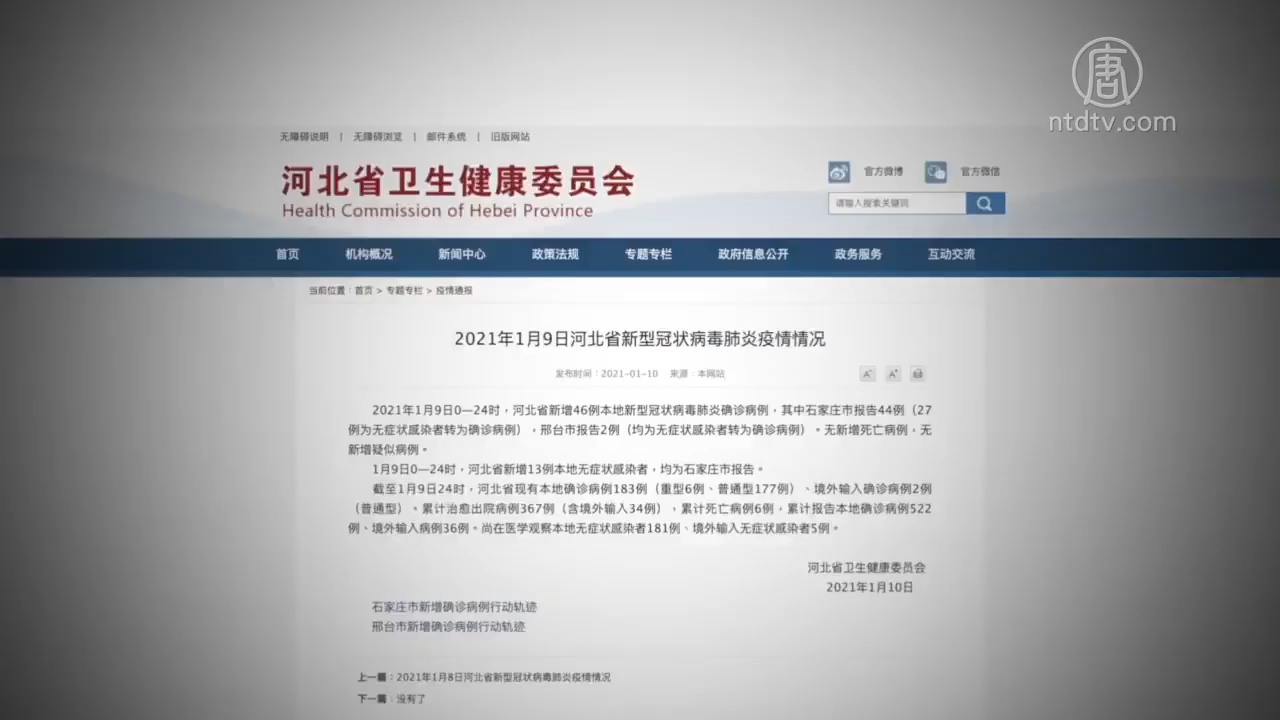 唐
ntdtv.com
无障碍说明 | 无障碍浏览 | 邮件系统 | 旧版网站
河北省卫生健康委员会
Health Commission of Hebei Province
官方微博 官方微信
请输入搜索关键词
首页 机构概况 新闻中心 政策法规 专题专栏 政府信息公开 政务服务 互动交流
当前位置：首页 > 专题专栏 > 疫情通报
2021年1月9日河北省新型冠状病毒肺炎疫情情况
发布时间：2021-01-10 来源：本网站
A- A+
2021年1月9日0—24时，河北省新增46例本地新型冠状病毒肺炎确诊病例，其中石家庄市报告44例（27
例为无症状感染者转为确诊病例），邢台市报告2例（均为无症状感染者转为确诊病例）。无新增死亡病例，无
新增疑似病例。
1月9日0—24时，河北省新增13例本地无症状感染者，均为石家庄市报告。
截至1月9日24时，河北省现有本地确诊病例183例（重型6例、普通型177例）、境外输入确诊病例2例
（普通型）。累计治愈出院病例367例（含境外输入34例），累计死亡病例6例，累计报告本地确诊病例522
例、境外输入病例36例。尚在医学观察本地无症状感染者181例、境外输入无症状感染者5例。
河北省卫生健康委员会
2021年1月10日
石家庄市新增确诊病例行动轨迹
邢台市新增确诊病例行动轨迹
上一篇：2021年1月8日河北省新型冠状病毒肺炎疫情情况
下一篇：没有了